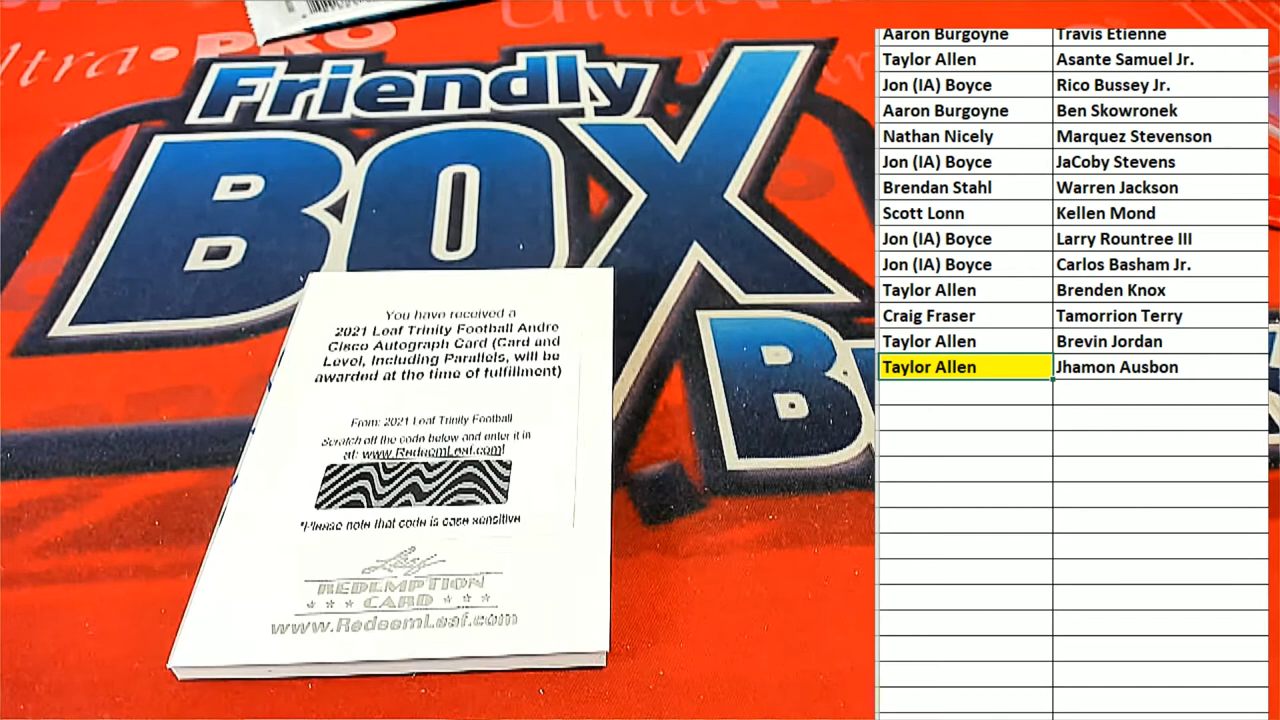 Ultra·PRO
Ultra·PRO
Friendly
BOX
You have received a
2021 Leaf Trinity Football Andre
Cisco Autograph Card (Card and
Level, Including Parallels, will be
awarded at the time of fulfillment)
From: 2021 Leaf Trinity Football
Scratch off the code below and enter it in
at: www.RedeemLeaf.com!
*Please note that code is case sensitive
Leaf
REDEMPTION
CARD
www.RedeemLeaf.com
Aaron Burgoyne Travis Etienne
Taylor Allen Asante Samuel Jr.
Jon (IA) Boyce Rico Bussey Jr.
Aaron Burgoyne Ben Skowronek
Nathan Nicely Marquez Stevenson
Jon (IA) Boyce JaCoby Stevens
Brendan Stahl Warren Jackson
Scott Lonn Kellen Mond
Jon (IA) Boyce Larry Rountree III
Jon (IA) Boyce Carlos Basham Jr.
Taylor Allen Brenden Knox
Craig Fraser Tamorrion Terry
Taylor Allen Brevin Jordan
Taylor Allen Jhamon Ausbon